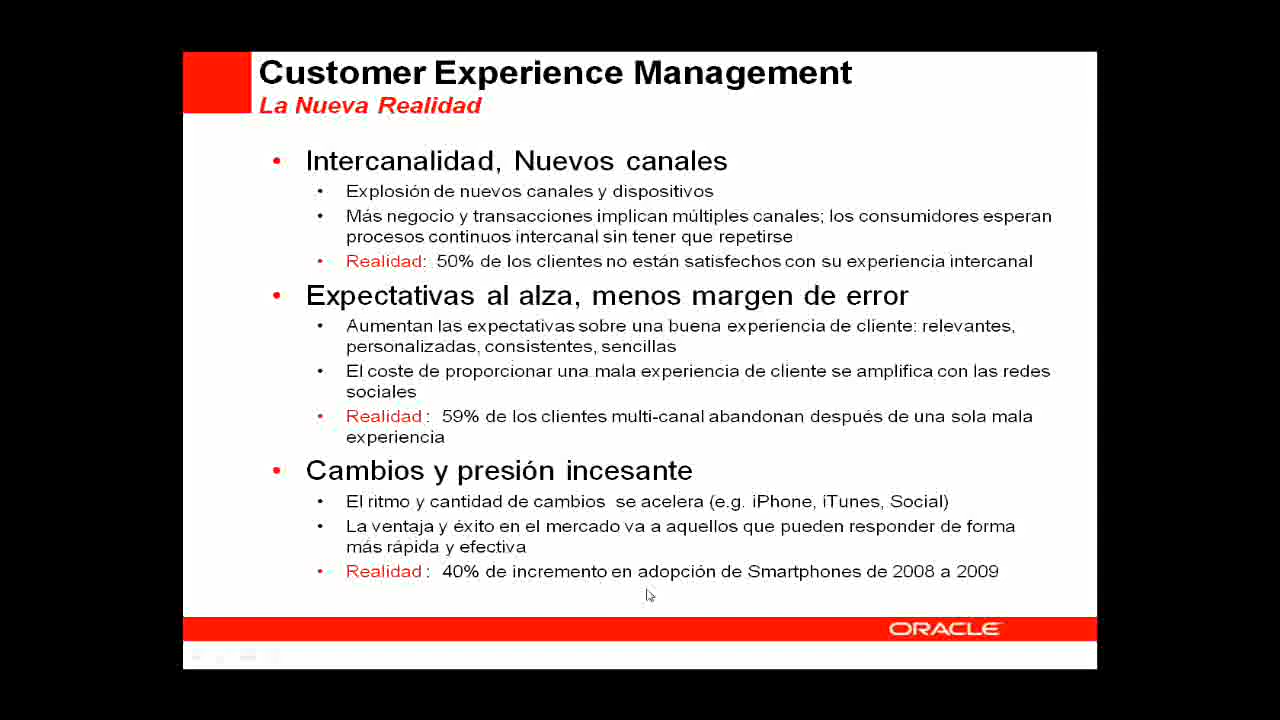 Customer Experience Management
La Nueva Realidad
• Intercanalidad, Nuevos canales
• Explosión de nuevos canales y dispositivos
• Más negocio y transacciones implican múltiples canales; los consumidores esperan
procesos continuos intercanal sin tener que repetirse
• Realidad: 50% de los clientes no están satisfechos con su experiencia intercanal
• Expectativas al alza, menos margen de error
• Aumentan las expectativas sobre una buena experiencia de cliente: relevantes,
personalizadas, consistentes, sencillas
• El coste de proporcionar una mala experiencia de cliente se amplifica con las redes
sociales
• Realidad : 59% de los clientes multi-canal abandonan después de una sola mala
experiencia
• Cambios y presión incesante
• El ritmo y cantidad de cambios se acelera (e.g. iPhone, iTunes, Social)
• La ventaja y éxito en el mercado va a aquellos que pueden responder de forma
más rápida y efectiva
• Realidad : 40% de incremento en adopción de Smartphones de 2008 a 2009
ORACLE